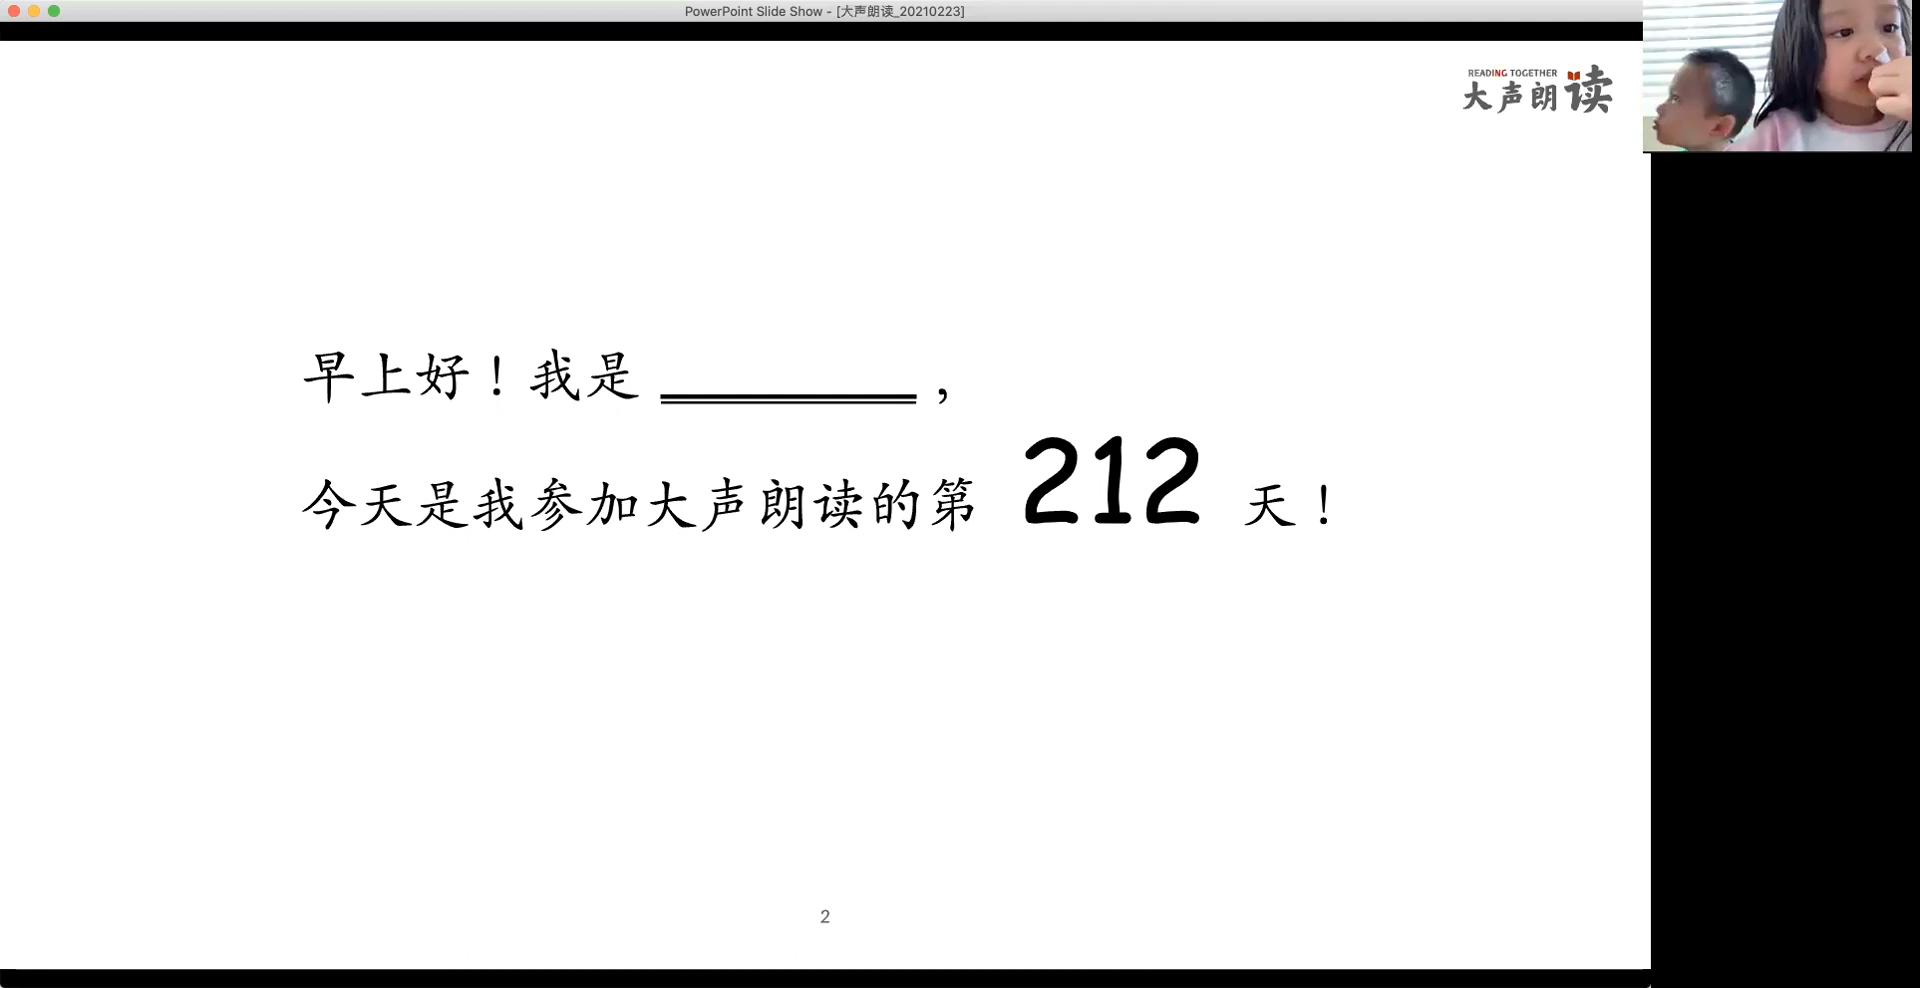 PowerPoint Slide Show - [大声朗读_20210223]
READING TOGETHER
大声朗读
早上好！我是 ________ ，
今天是我参加大声朗读的第 212 天！
2